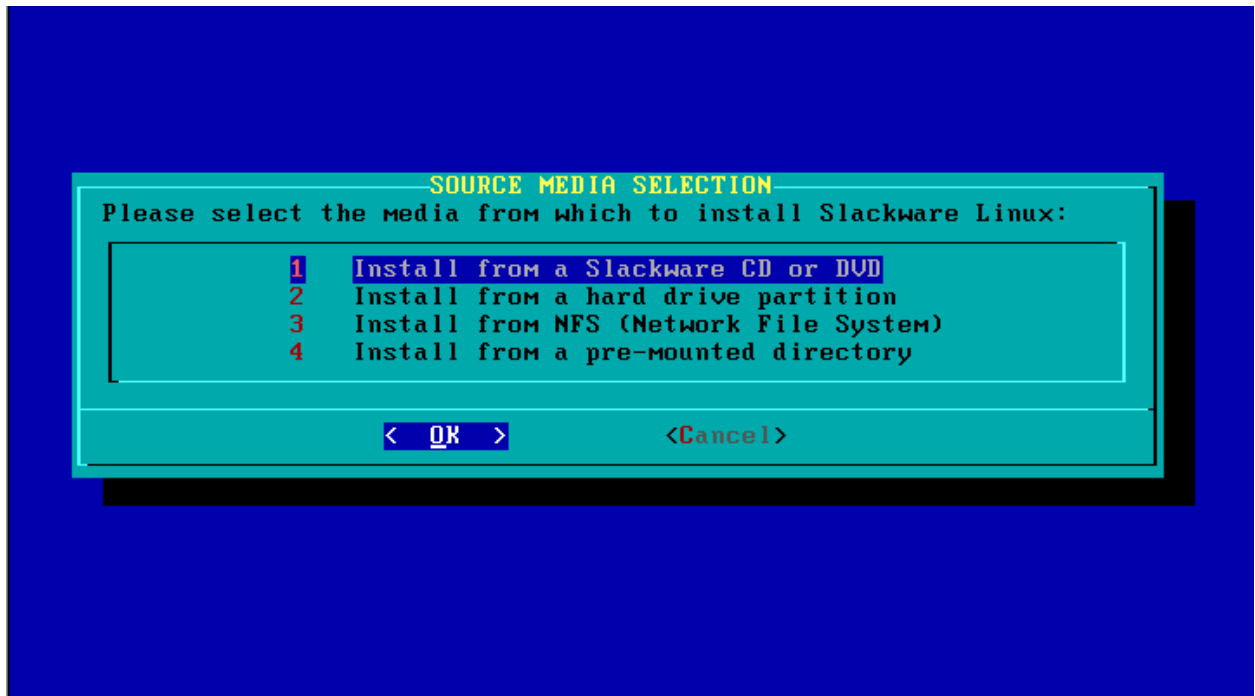 SOURCE MEDIA SELECTION
Please select the media from which to install Slackware Linux:
1 Install from a Slackware CD or DVD
2 Install from a hard drive partition
3 Install from NFS (Network File System)
4 Install from a pre-mounted directory
< OK > <Cancel>